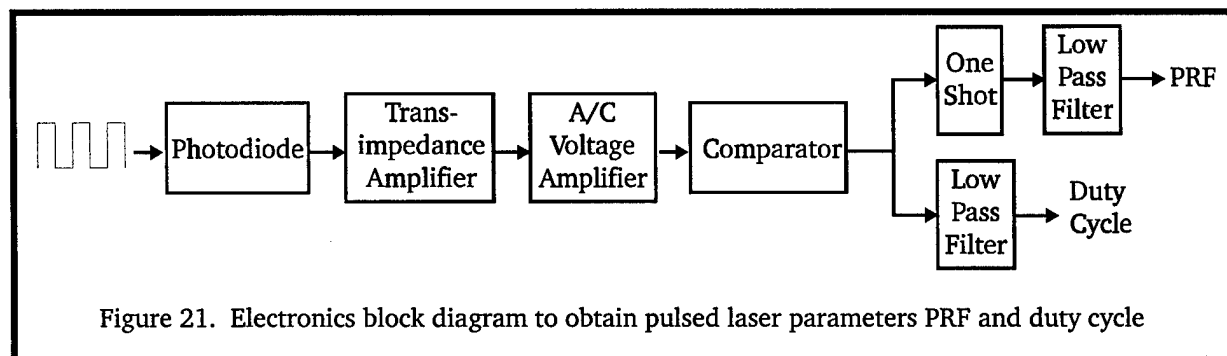 Photodiode
Trans-
impedance
Amplifier
A/C
Voltage
Amplifier
Comparator
One
Shot
Low
Pass
Filter
PRF
Low
Pass
Filter
Duty
Cycle
Figure 21. Electronics block diagram to obtain pulsed laser parameters PRF and duty cycle